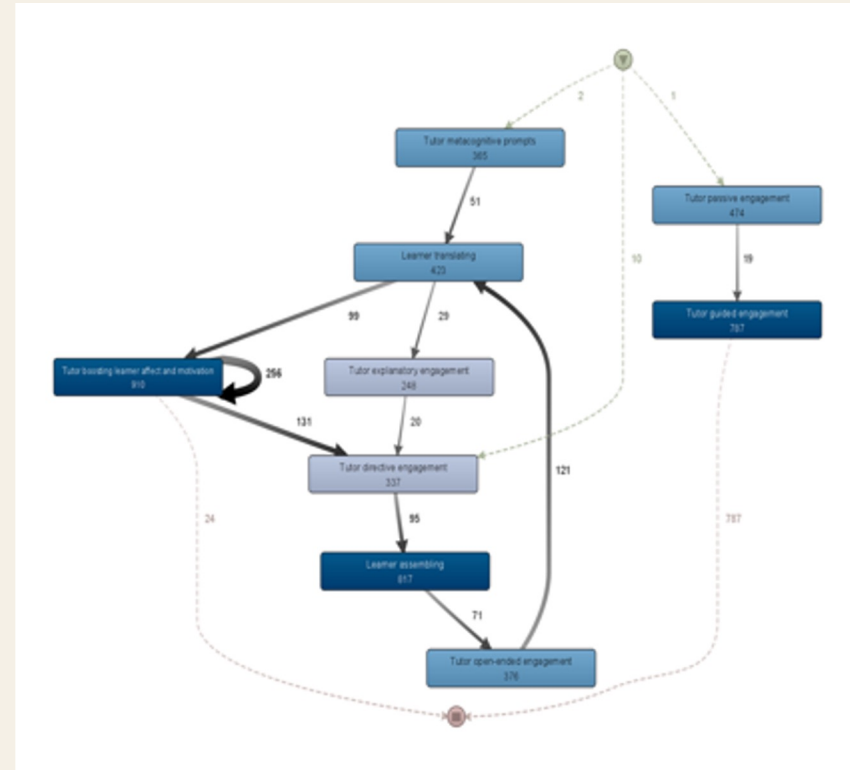 2
1
Tutor metacognitive prompts
365
Tutor passive engagement
474
51
Learner translating
423
10
19
Tutor guided engagement
787
99
29
Tutor boosting learner affect and motivation
910
256
Tutor explanatory engagement
248
131
20
Tutor directive engagement
337
121
24
95
787
Learner assembling
617
71
Tutor open-ended engagement
376